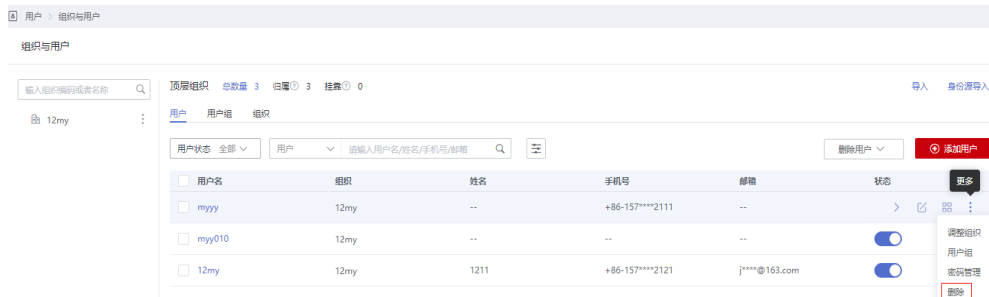 用户 > 组织与用户
组织与用户
输入组织编码或者名称
12my
顶层组织 总数量 3 归属 3 挂靠 0
导入 身份源导入
用户 用户组 组织
用户状态 全部 用户 请输入用户名/姓名/手机号/邮箱 删除用户 添加用户
用户名 组织 姓名 手机号 邮箱 状态 更多
myyy 12my -- +86-157****2111 --
调整组织
myy010 12my -- -- --
用户组
12my 12my 1211 +86-157****2121 j****@163.com
密码管理
删除